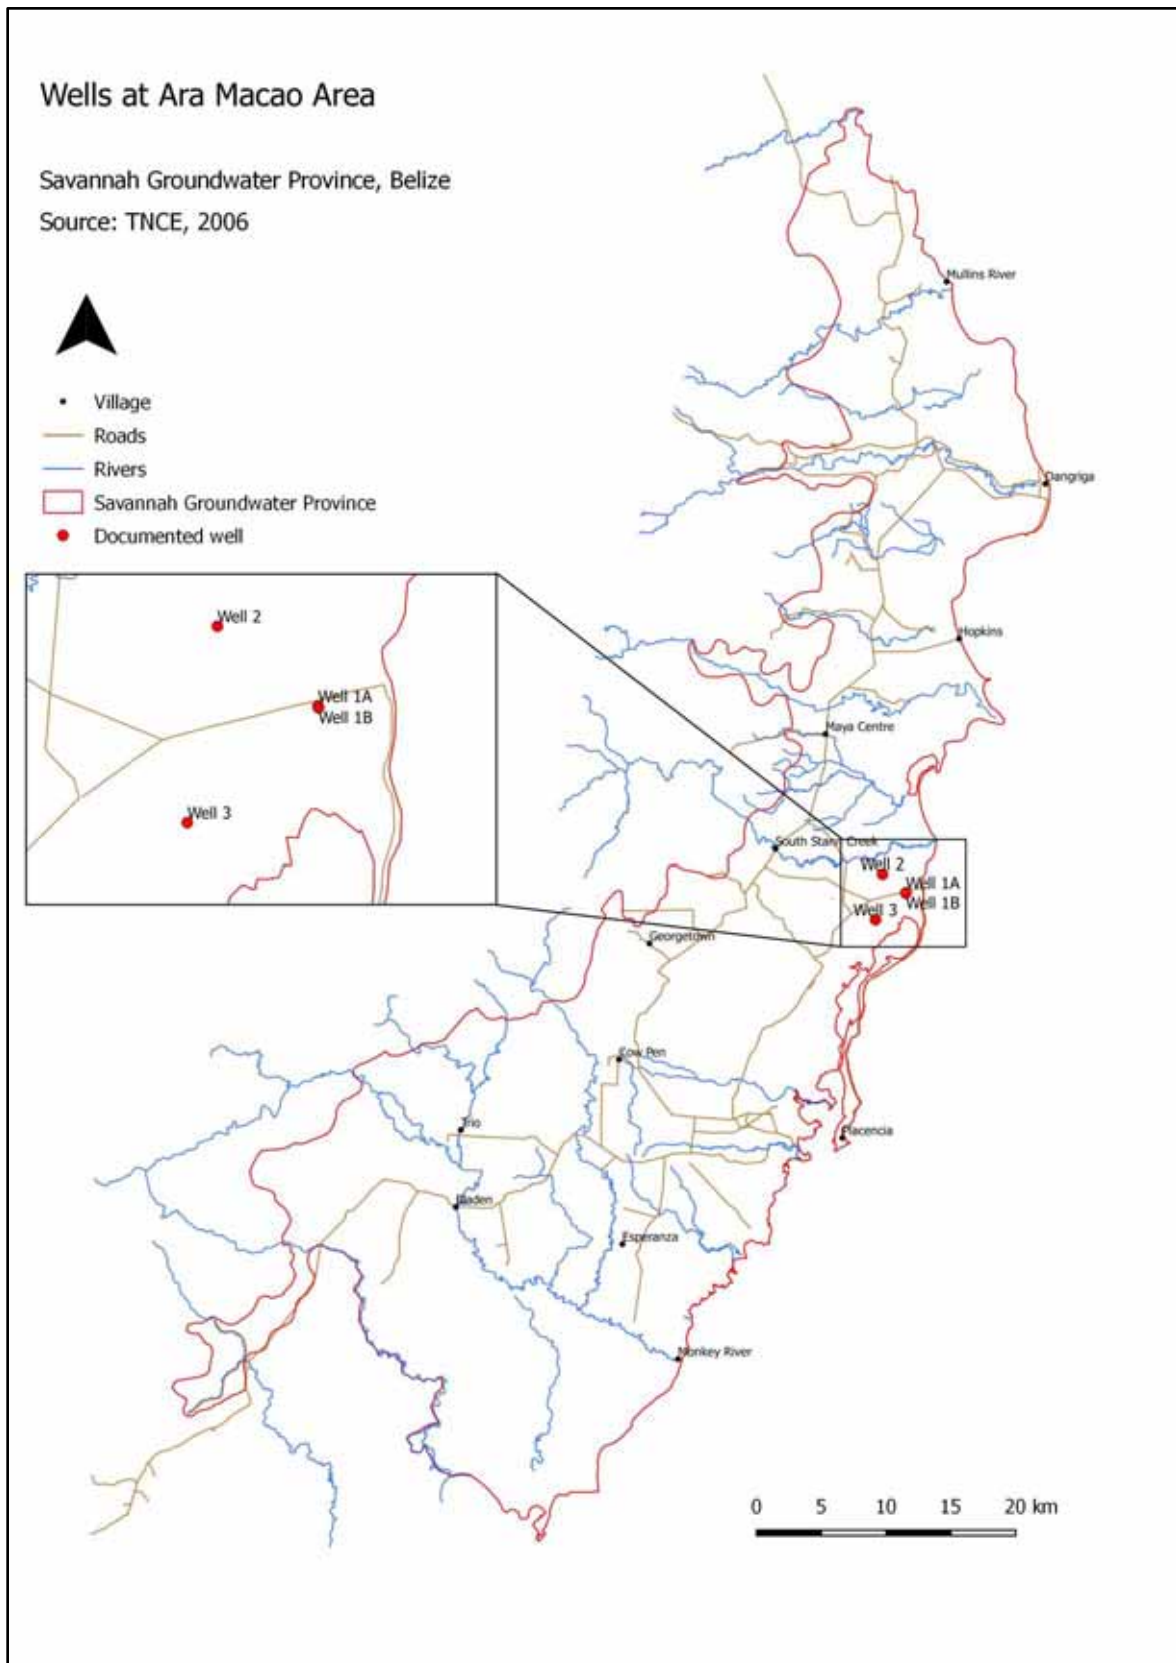 Wells at Ara Macao Area
Savannah Groundwater Province, Belize
Source: TNCE, 2006
Village
Roads
Rivers
Savannah Groundwater Province
Documented well
Mullins River
Dangriga
Hopkins
Maya Centre
South Stann Creek
Well 2
Well 1A
Well 1B
Well 3
Well 2
Well 1A
Well 1B
Well 3
Georgetown
Cow Pen
Trio
Placencia
Bladen
Esperanza
Monkey River
0 5 10 15 20 km